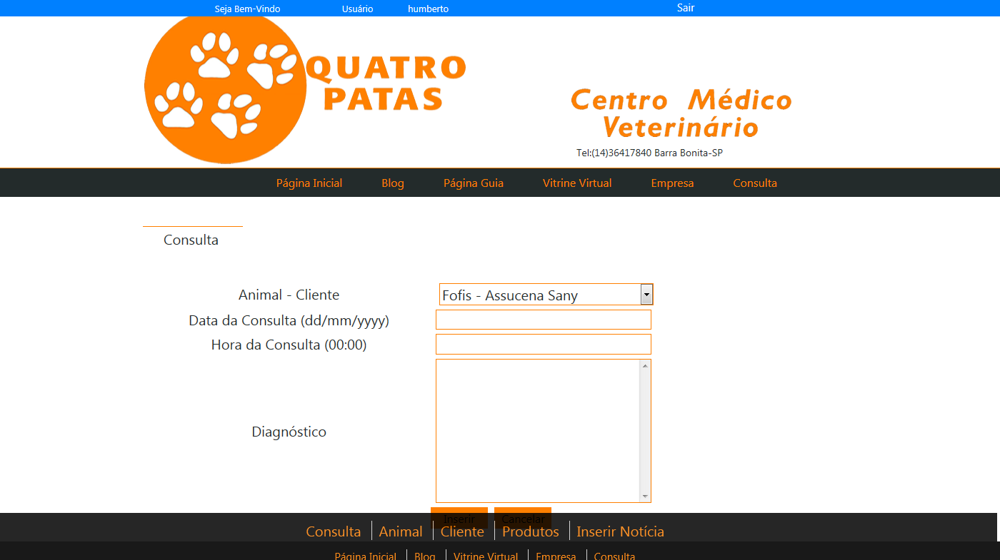 Seja Bem-Vindo Usuário humberto Sair
QUATRO
PATAS
Centro Médico
Veterinário
Tel:(14)36417840 Barra Bonita-SP
Página Inicial Blog Página Guia Vitrine Virtual Empresa Consulta
Consulta
Animal - Cliente Fofis - Assucena Sany
Data da Consulta (dd/mm/yyyy)
Hora da Consulta (00:00)
Diagnóstico
Inserir Cancelar
Consulta Animal Cliente Produtos Inserir Notícia
Página Inicial Blog Vitrine Virtual Empresa Consulta